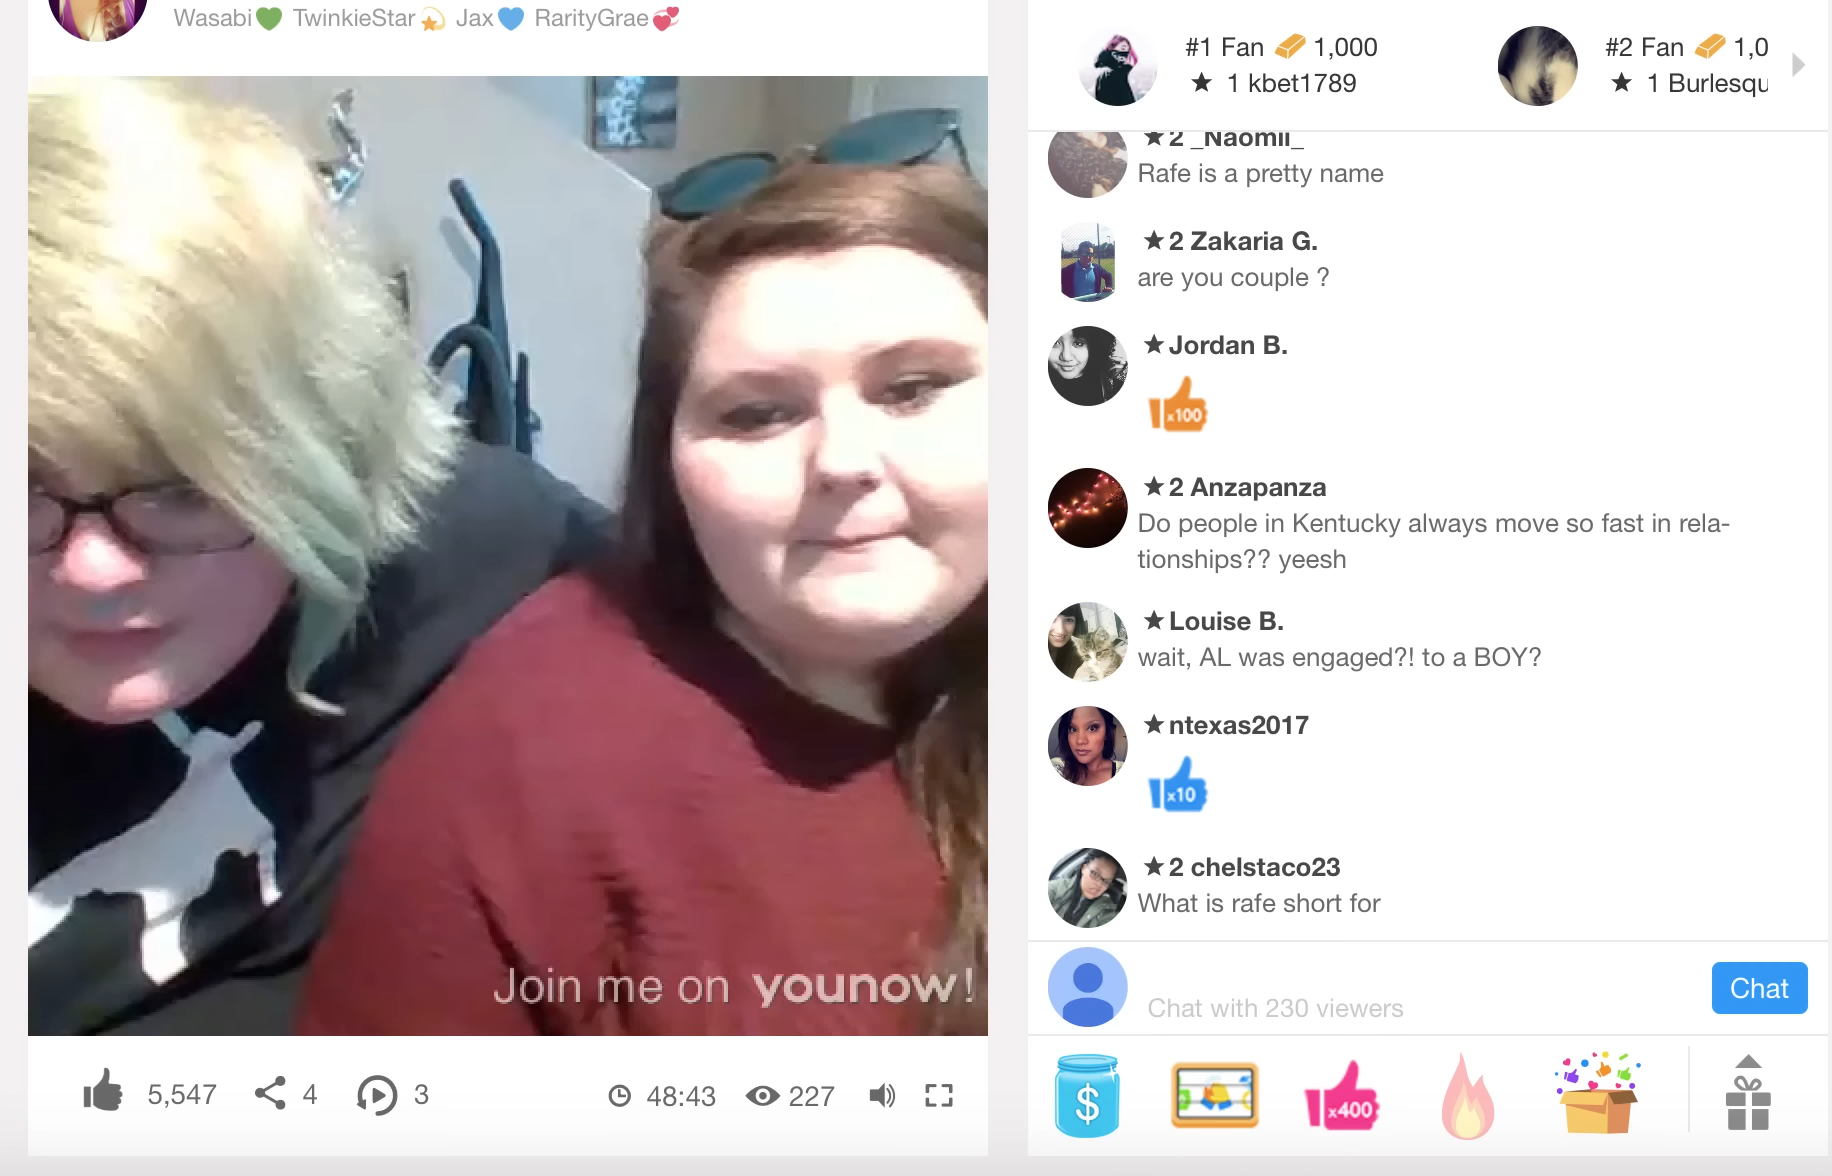 Wasabi💚 TwinkieStar💫 Jax💙 RarityGrae💞
Join me on younow!
5,547
4
3
48:43
227
#1 Fan 1,000
★ 1 kbet1789
#2 Fan 1,0
★ 1 Burlesqu
★2 _Naomii_
Rafe is a pretty name
★2 Zakaria G.
are you couple ?
★Jordan B.
x100
★2 Anzapanza
Do people in Kentucky always move so fast in rela-
tionships?? yeesh
★Louise B.
wait, AL was engaged?! to a BOY?
★ntexas2017
x10
★2 chelstaco23
What is rafe short for
Chat with 230 viewers
Chat
$
x400